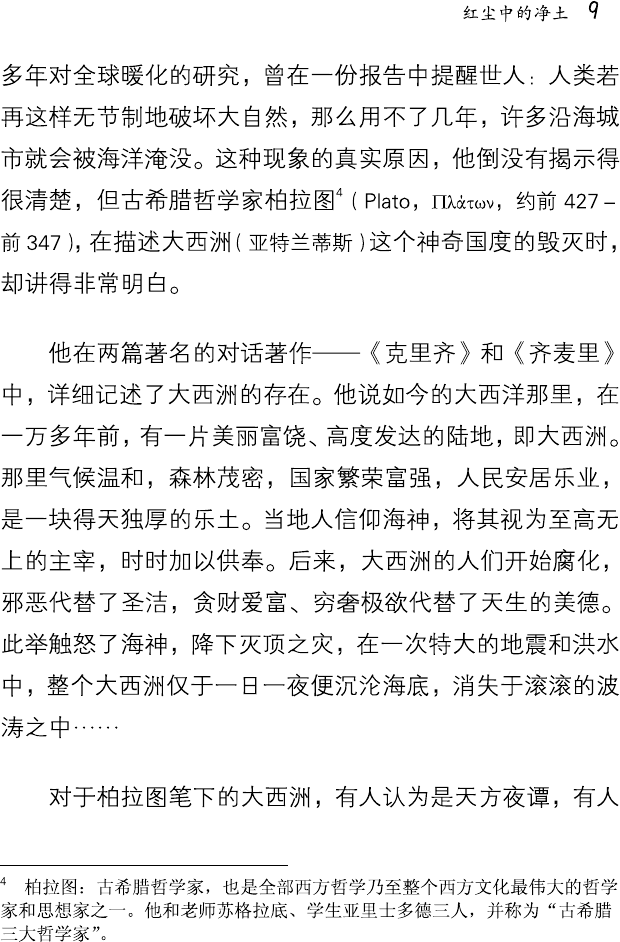 红尘中的净土 9
多年对全球暖化的研究，曾在一份报告中提醒世人：人类若
再这样无节制地破坏大自然，那么用不了几年，许多沿海城
市就会被海洋淹没。这种现象的真实原因，他倒没有揭示得
很清楚，但古希腊哲学家柏拉图4（Plato，Πλάτων，约前 427–
前 347），在描述大西洲（亚特兰蒂斯）这个神奇国度的毁灭时，
却讲得非常明白。
他在两篇著名的对话著作——《克里齐》和《齐麦里》
中，详细记述了大西洲的存在。他说如今的大西洋那里，在
一万多年前，有一片美丽富饶、高度发达的陆地，即大西洲。
那里气候温和，森林茂密，国家繁荣富强，人民安居乐业，
是一块得天独厚的乐土。当地人信仰海神，将其视为至高无
上的主宰，时时加以供奉。后来，大西洲的人们开始腐化，
邪恶代替了圣洁，贪财爱富、穷奢极欲代替了天生的美德。
此举触怒了海神，降下灭顶之灾，在一次特大的地震和洪水
中，整个大西洲仅于一日一夜便沉沦海底，消失于滚滚的波
涛之中……
对于柏拉图笔下的大西洲，有人认为是天方夜谭，有人
4 柏拉图：古希腊哲学家，也是全部西方哲学乃至整个西方文化最伟大的哲学
家和思想家之一。他和老师苏格拉底、学生亚里士多德三人，并称为“古希腊
三大哲学家”。